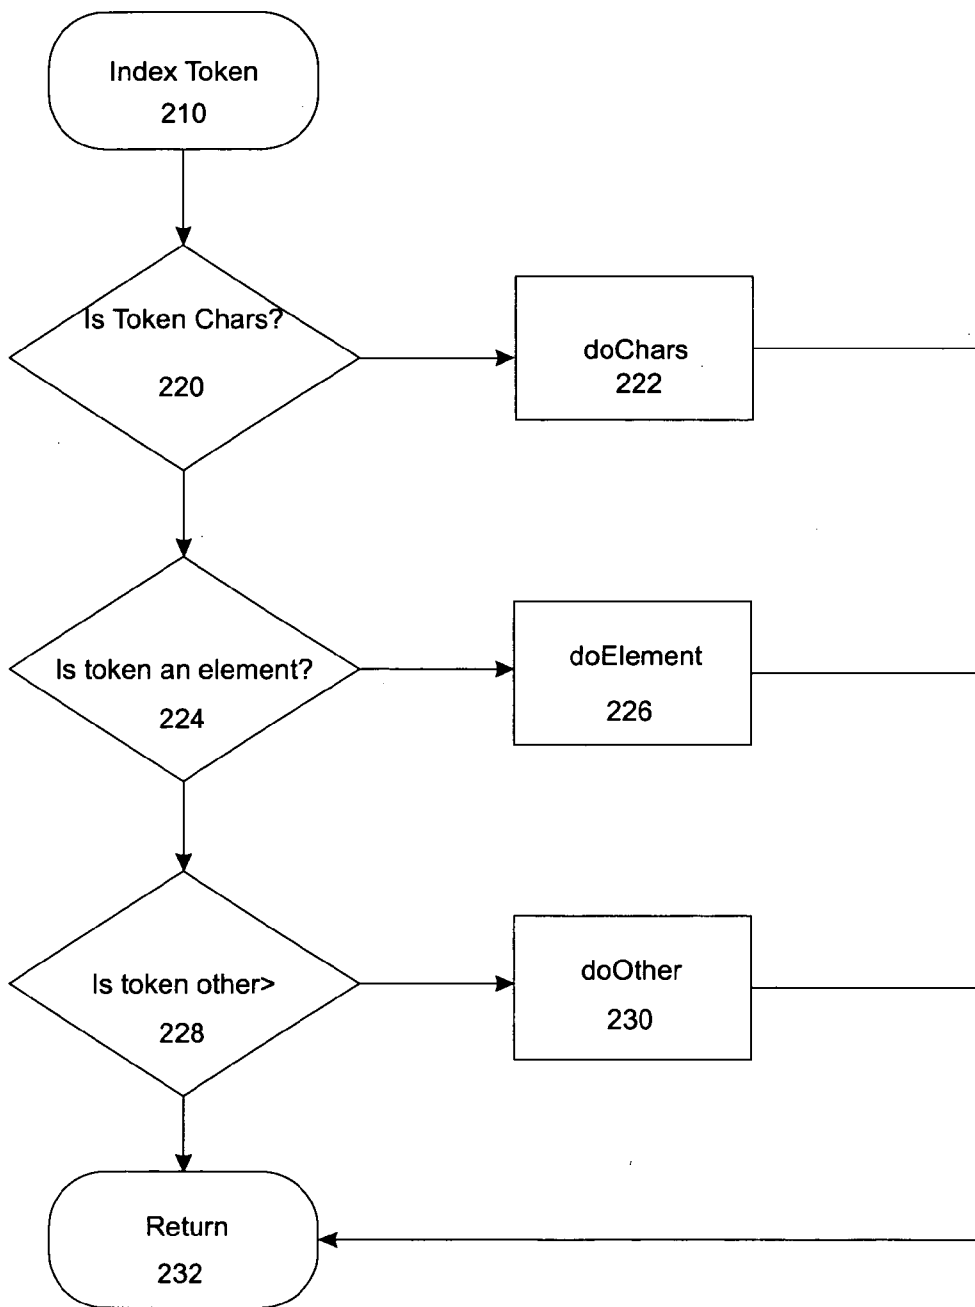 Index Token
210
Is Token Chars?
220
doChars
222
Is token an element?
224
doElement
226
Is token other>
228
doOther
230
Return
232